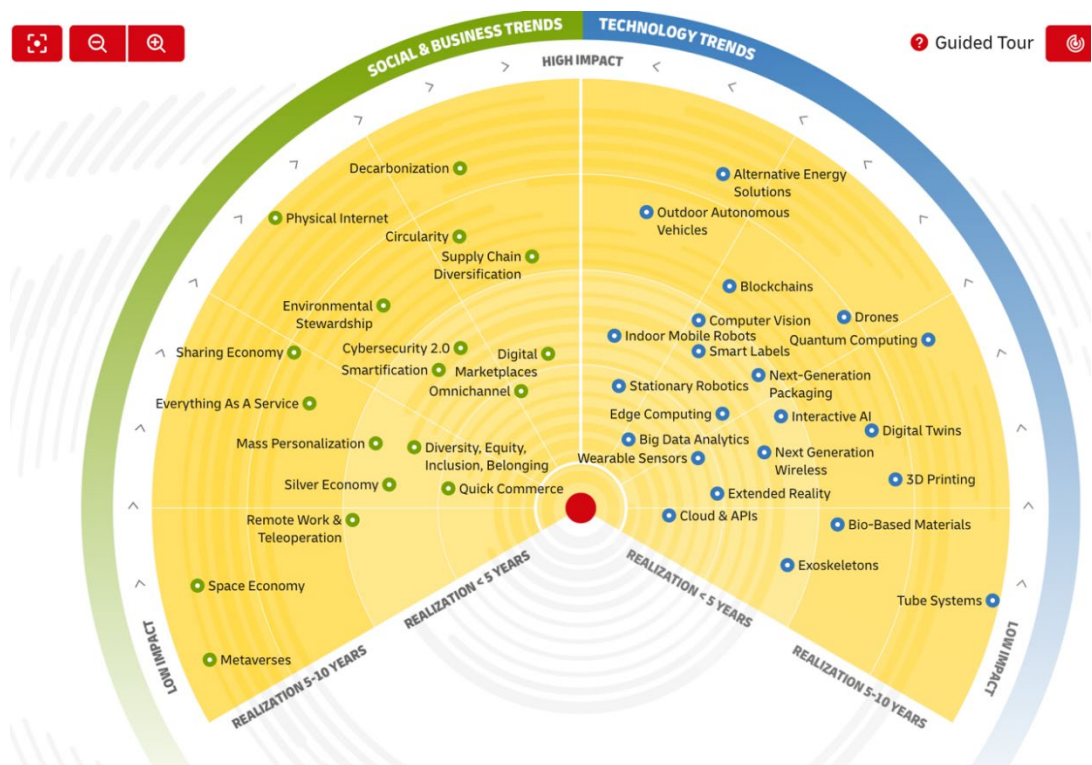 SOCIAL & BUSINESS TRENDS
TECHNOLOGY TRENDS
Guided Tour
HIGH IMPACT
Decarbonization
Alternative Energy
Solutions
Physical Internet
Outdoor Autonomous
Vehicles
Circularity
Supply Chain
Diversification
Blockchains
Environmental
Stewardship
Drones
Computer Vision
Indoor Mobile Robots
Quantum Computing
Sharing Economy
Cybersecurity 2.0
Digital
Marketplaces
Smart Labels
Smartification
Next-Generation
Packaging
Omnichannel
Stationary Robotics
Everything As A Service
Edge Computing
Interactive AI
Digital Twins
Mass Personalization
Diversity, Equity,
Inclusion, Belonging
Big Data Analytics
Next Generation
Wireless
Wearable Sensors
Silver Economy
Quick Commerce
3D Printing
Extended Reality
Remote Work &
Teleoperation
Cloud & APIs
Bio-Based Materials
Exoskeletons
Space Economy
Tube Systems
REALIZATION < 5 YEARS
REALIZATION < 5 YEARS
LOW IMPACT
LOW IMPACT
Metaverses
REALIZATION 5-10 YEARS
REALIZATION 5-10 YEARS